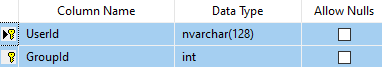 Column Name Data Type Allow Nulls
UserId nvarchar(128)
GroupId int